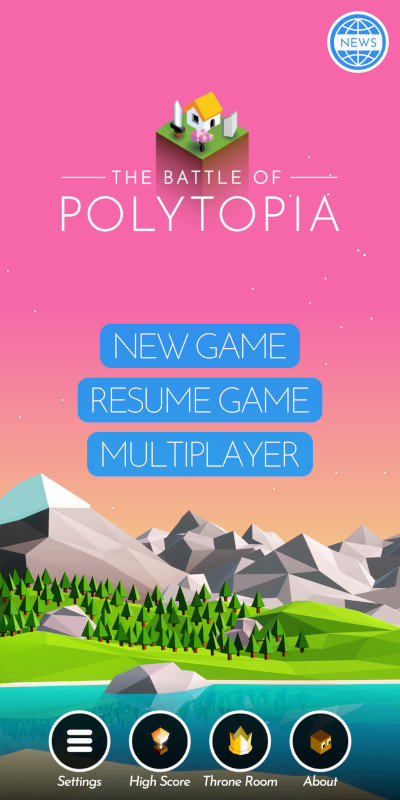 NEWS
THE BATTLE OF
POLYTOPIA
NEW GAME
RESUME GAME
MULTIPLAYER
Settings High Score Throne Room About